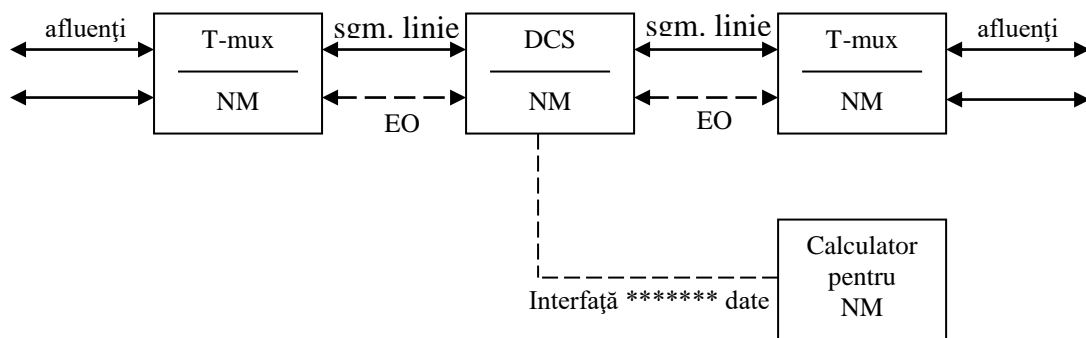 afluenţi
T-mux
sgm. linie
DCS
sgm. linie
T-mux
afluenţi
NM
EO
NM
EO
NM
Calculator
pentru
NM
Interfaţă ******* date